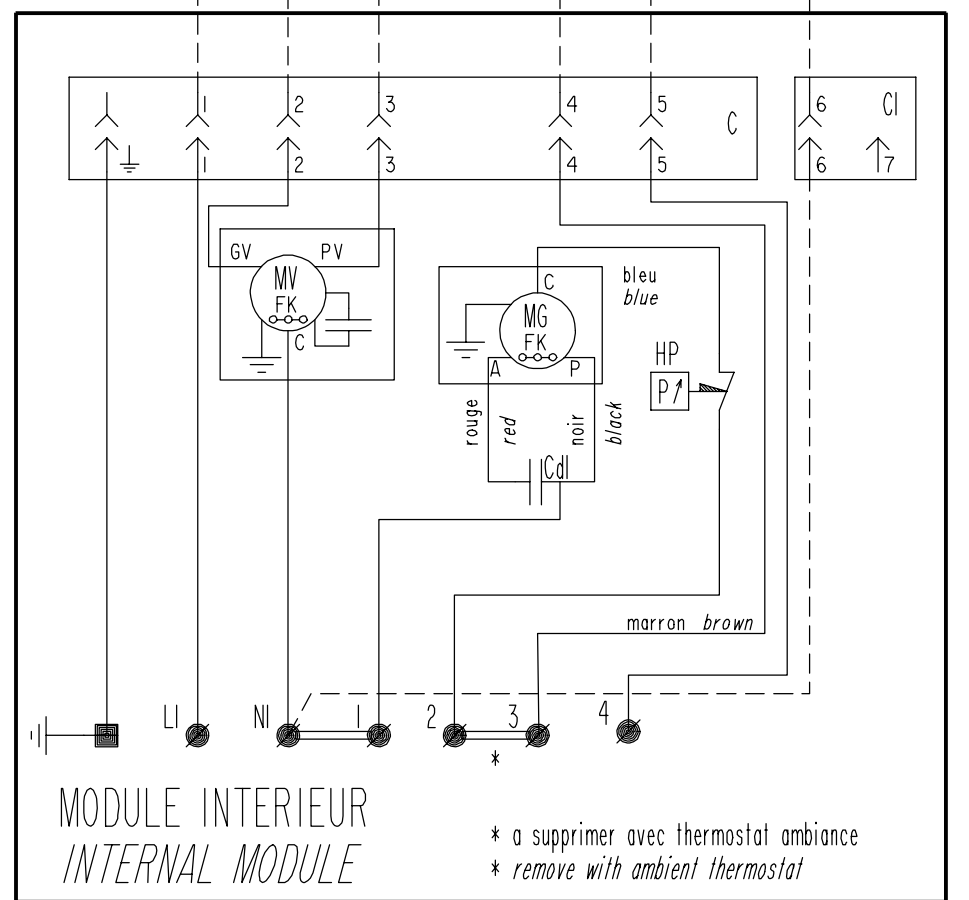 1 2 3 4 5 C 6 CI
1 2 3 4 5 6 7
GV PV
MV
FK
C
C
MG
FK
A P
bleu
blue
HP
P
rouge
red
noir
black
CdI
marron brown
LI NI 1 2 3 4
*
MODULE INTERIEUR
INTERNAL MODULE
* a supprimer avec thermostat ambiance
* remove with ambient thermostat